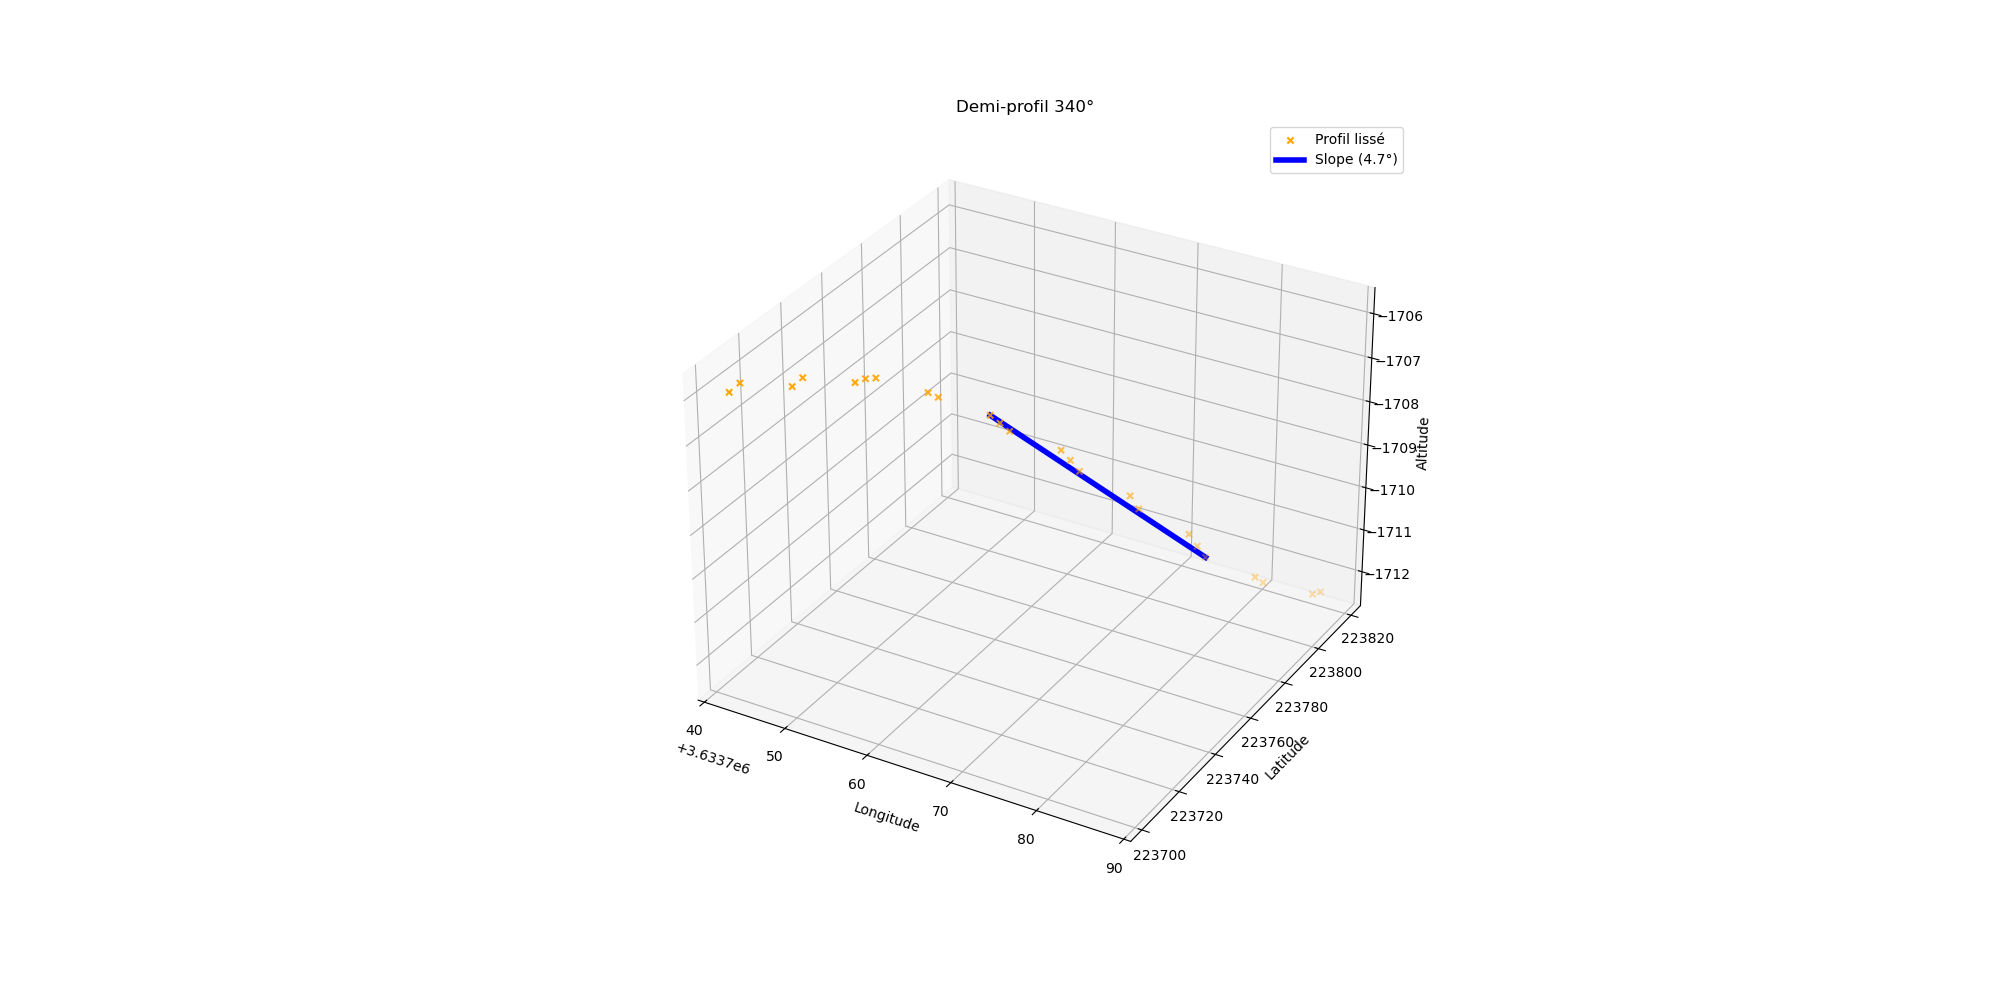 Demi-profil 340°
Profil lissé
Slope (4.7°)
−1706
−1707
−1708
−1709
−1710
−1711
−1712
Altitude
223820
223800
223780
223760
223740
223720
223700
Latitude
40
50
60
70
80
90
+3.6337e6
Longitude